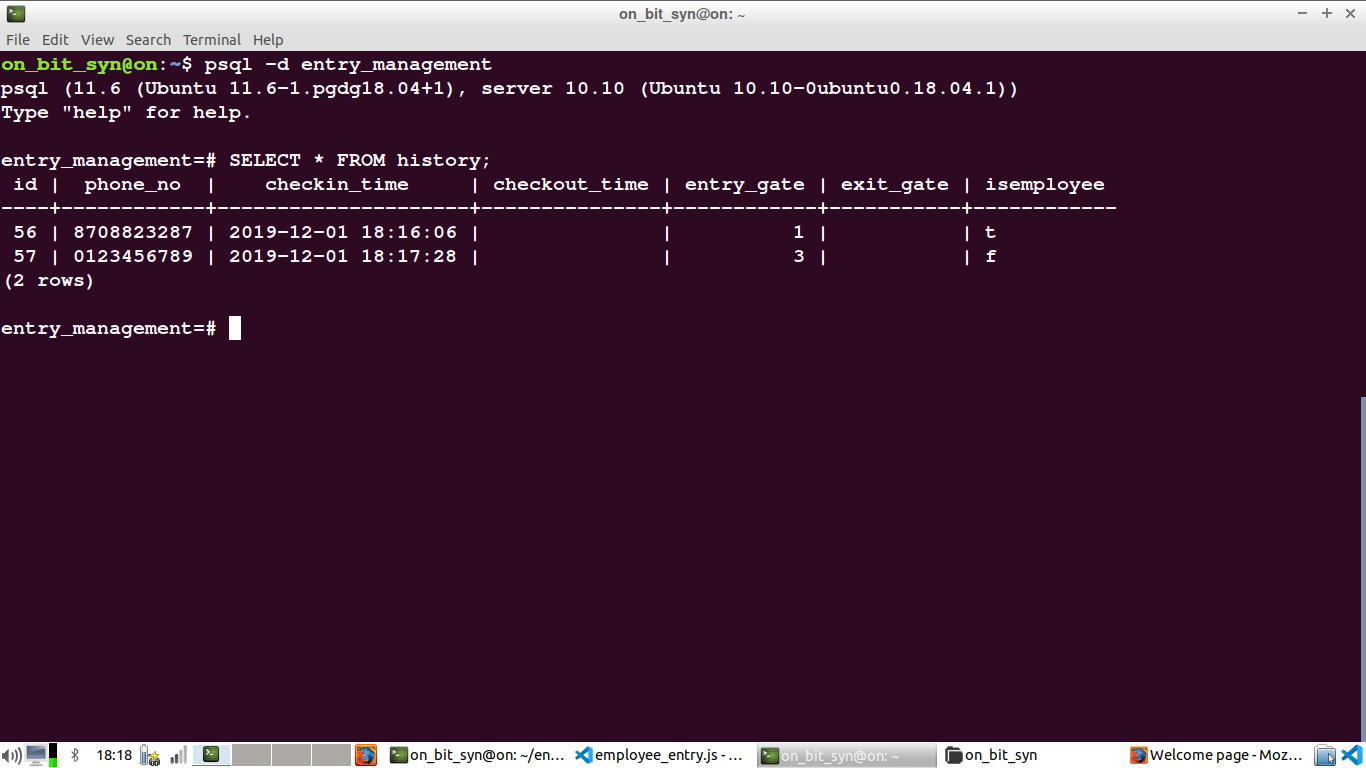 on_bit_syn@on: ~
File Edit View Search Terminal Help
on_bit_syn@on:~$ psql -d entry_management
psql (11.6 (Ubuntu 11.6-1.pgdg18.04+1), server 10.10 (Ubuntu 10.10-0ubuntu0.18.04.1))
Type "help" for help.
entry_management=# SELECT * FROM history;
 id |  phone_no  |    checkin_time     | checkout_time | entry_gate | exit_gate | isemployee
----+------------+---------------------+---------------+------------+-----------+------------
 56 | 8708823287 | 2019-12-01 18:16:06 |               |          1 |           | t
 57 | 0123456789 | 2019-12-01 18:17:28 |               |          3 |           | f
(2 rows)
entry_management=#
18:18 on_bit_syn@on: ~/en... employee_entry.js - ... on_bit_syn@on: ~ on_bit_syn Welcome page - Moz...